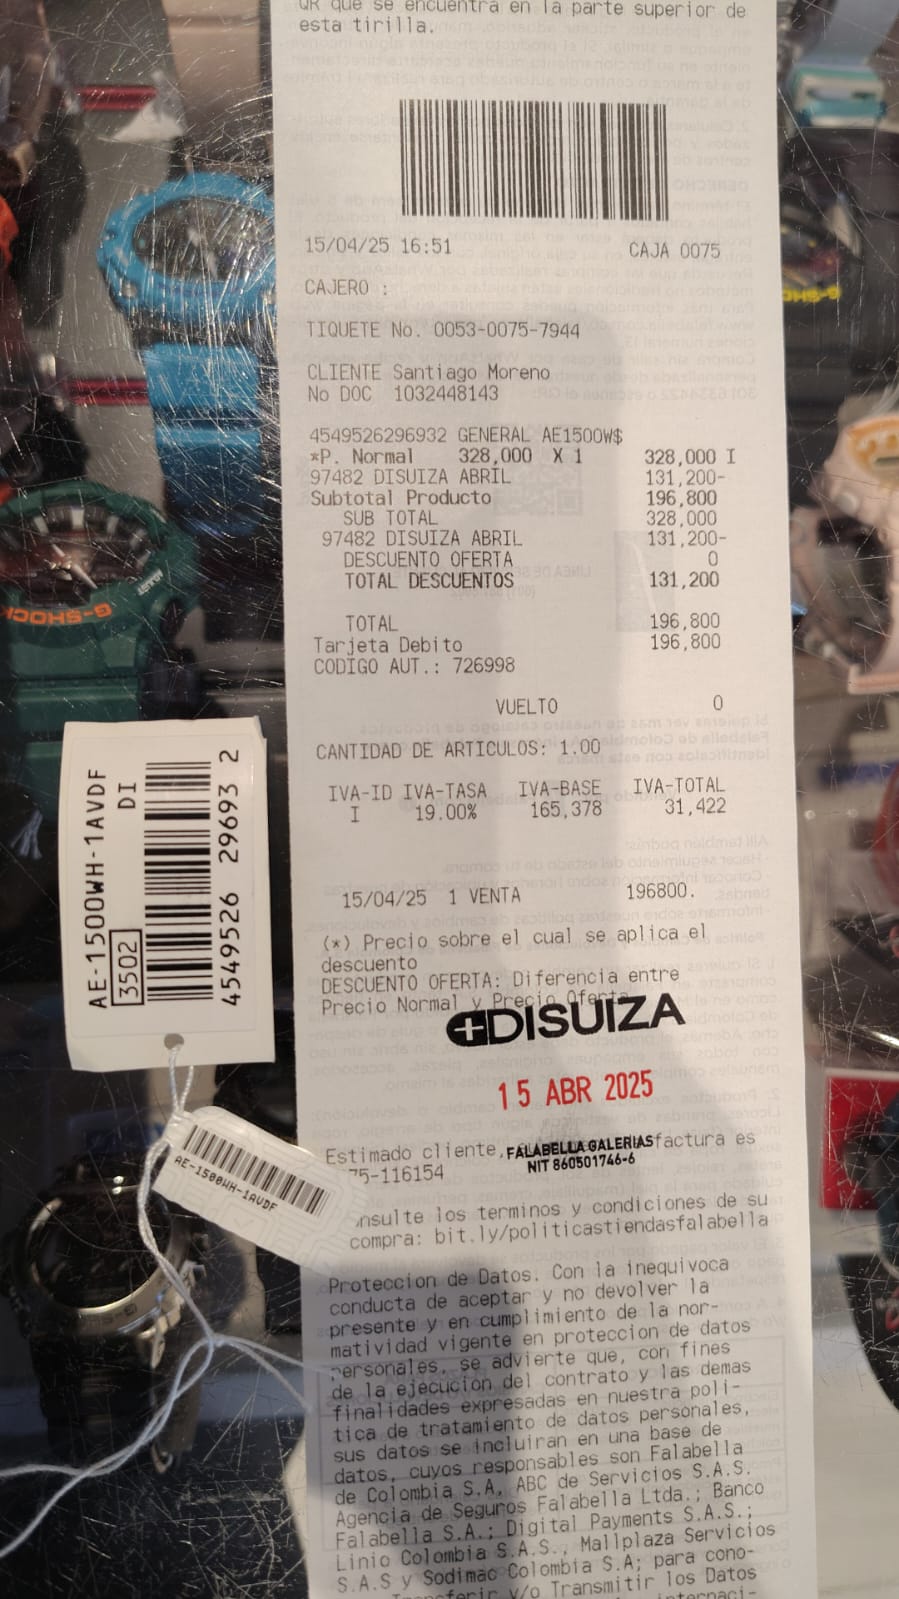 QR que se encuentra en la parte superior de
esta tirilla.
15/04/25 16:51 CAJA 0075
CAJERO :
TIQUETE No. 0053-0075-7944
CLIENTE Santiago Moreno
No DOC 1032448143
4549526296932 GENERAL AE1500W$
*P. Normal 328,000 X 1 328,000 I
97482 DISUIZA ABRIL 131,200-
Subtotal Producto 196,800
SUB TOTAL 328,000
97482 DISUIZA ABRIL 131,200-
DESCUENTO OFERTA 0
TOTAL DESCUENTOS 131,200
TOTAL 196,800
Tarjeta Debito 196,800
CODIGO AUT.: 726998
VUELTO 0
CANTIDAD DE ARTICULOS: 1.00
IVA-ID IVA-TASA IVA-BASE IVA-TOTAL
I 19.00% 165,378 31,422
15/04/25 1 VENTA 196800.
(*) Precio sobre el cual se aplica el
descuento
DESCUENTO OFERTA: Diferencia entre
Precio Normal y Precio Oferta
DISUIZA
15 ABR 2025
FALABELLA GALERIAS
NIT 860501746-6
Estimado cliente, factura es
75-116154
nsulte los terminos y condiciones de su
compra: bit.ly/politicastiendasfalabella
Proteccion de Datos. Con la inequivoca
conducta de aceptar y no devolver la
presente y en cumplimiento de la nor-
matividad vigente en proteccion de datos
personales, se advierte que, con fines
de la ejecucion del contrato y las demas
finalidades expresadas en nuestra poli-
tica de tratamiento de datos personales,
sus datos se incluiran en una base de
datos, cuyos responsables son Falabella
de Colombia S.A, ABC de Servicios S.A.S.
Agencia de Seguros Falabella Ltda.; Banco
Falabella S.A.; Digital Payments S.A.S.;
Linio Colombia S.A.S., Mallplaza Servicios
S.A.S y Sodimac Colombia S.A; para cono-
y/o Transmitir los Datos
AE-1500WH-1AVDF
DI
3502
4549526 29693 2
AE-1500WH-1AVDF
G-SHOCK